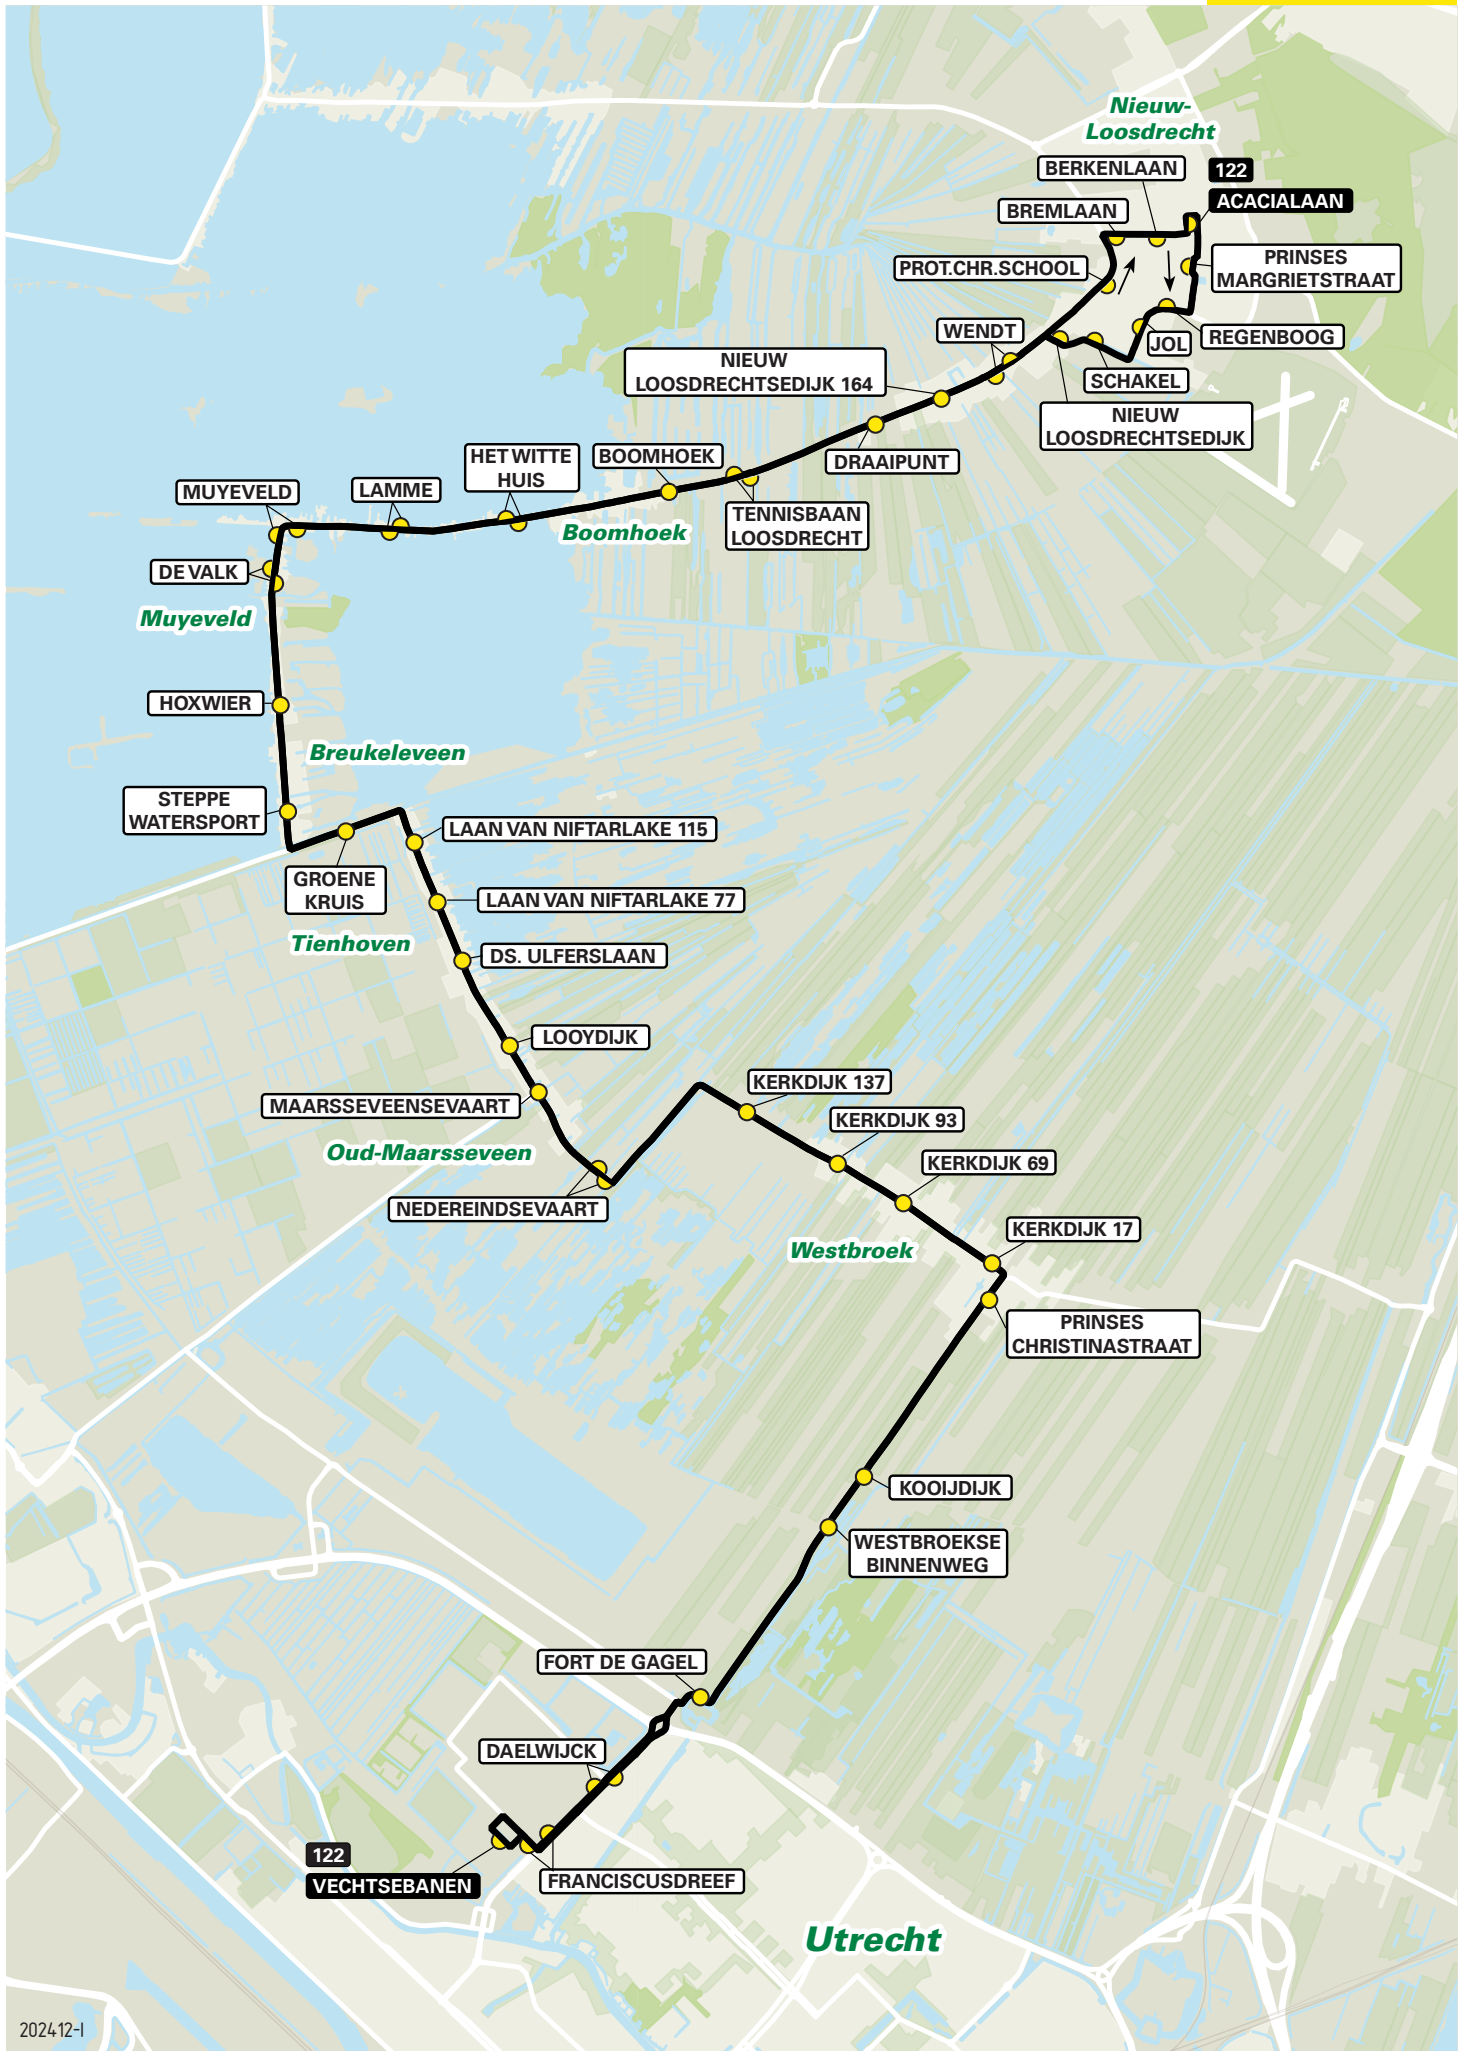 Nieuw-
Loosdrecht
BERKENLAAN
122
ACACIALAAN
BREMLAAN
PROT.CHR.SCHOOL
PRINSES
MARGRIETSTRAAT
WENDT
JOL
REGENBOOG
NIEUW
LOOSDRECHTSEDIJK 164
SCHAKEL
NIEUW
LOOSDRECHTSEDIJK
DRAAIPUNT
HET WITTE
HUIS
BOOMHOEK
MUYEVELD
LAMME
TENNISBAAN
LOOSDRECHT
Boomhoek
DE VALK
Muyeveld
HOXWIER
Breukeleveen
STEPPE
WATERSPORT
LAAN VAN NIFTARLAKE 115
GROENE
KRUIS
LAAN VAN NIFTARLAKE 77
Tienhoven
DS. ULFERSLAAN
LOOYDIJK
KERKDIJK 137
MAARSSEVEENSEVAART
KERKDIJK 93
Oud-Maarsseveen
KERKDIJK 69
NEDEREINDSEVAART
KERKDIJK 17
Westbroek
PRINSES
CHRISTINASTRAAT
KOOIJDIJK
WESTBROEKSE
BINNENWEG
FORT DE GAGEL
DAELWIJCK
122
VECHTSEBANEN
FRANCISCUSDREEF
Utrecht
202412-I